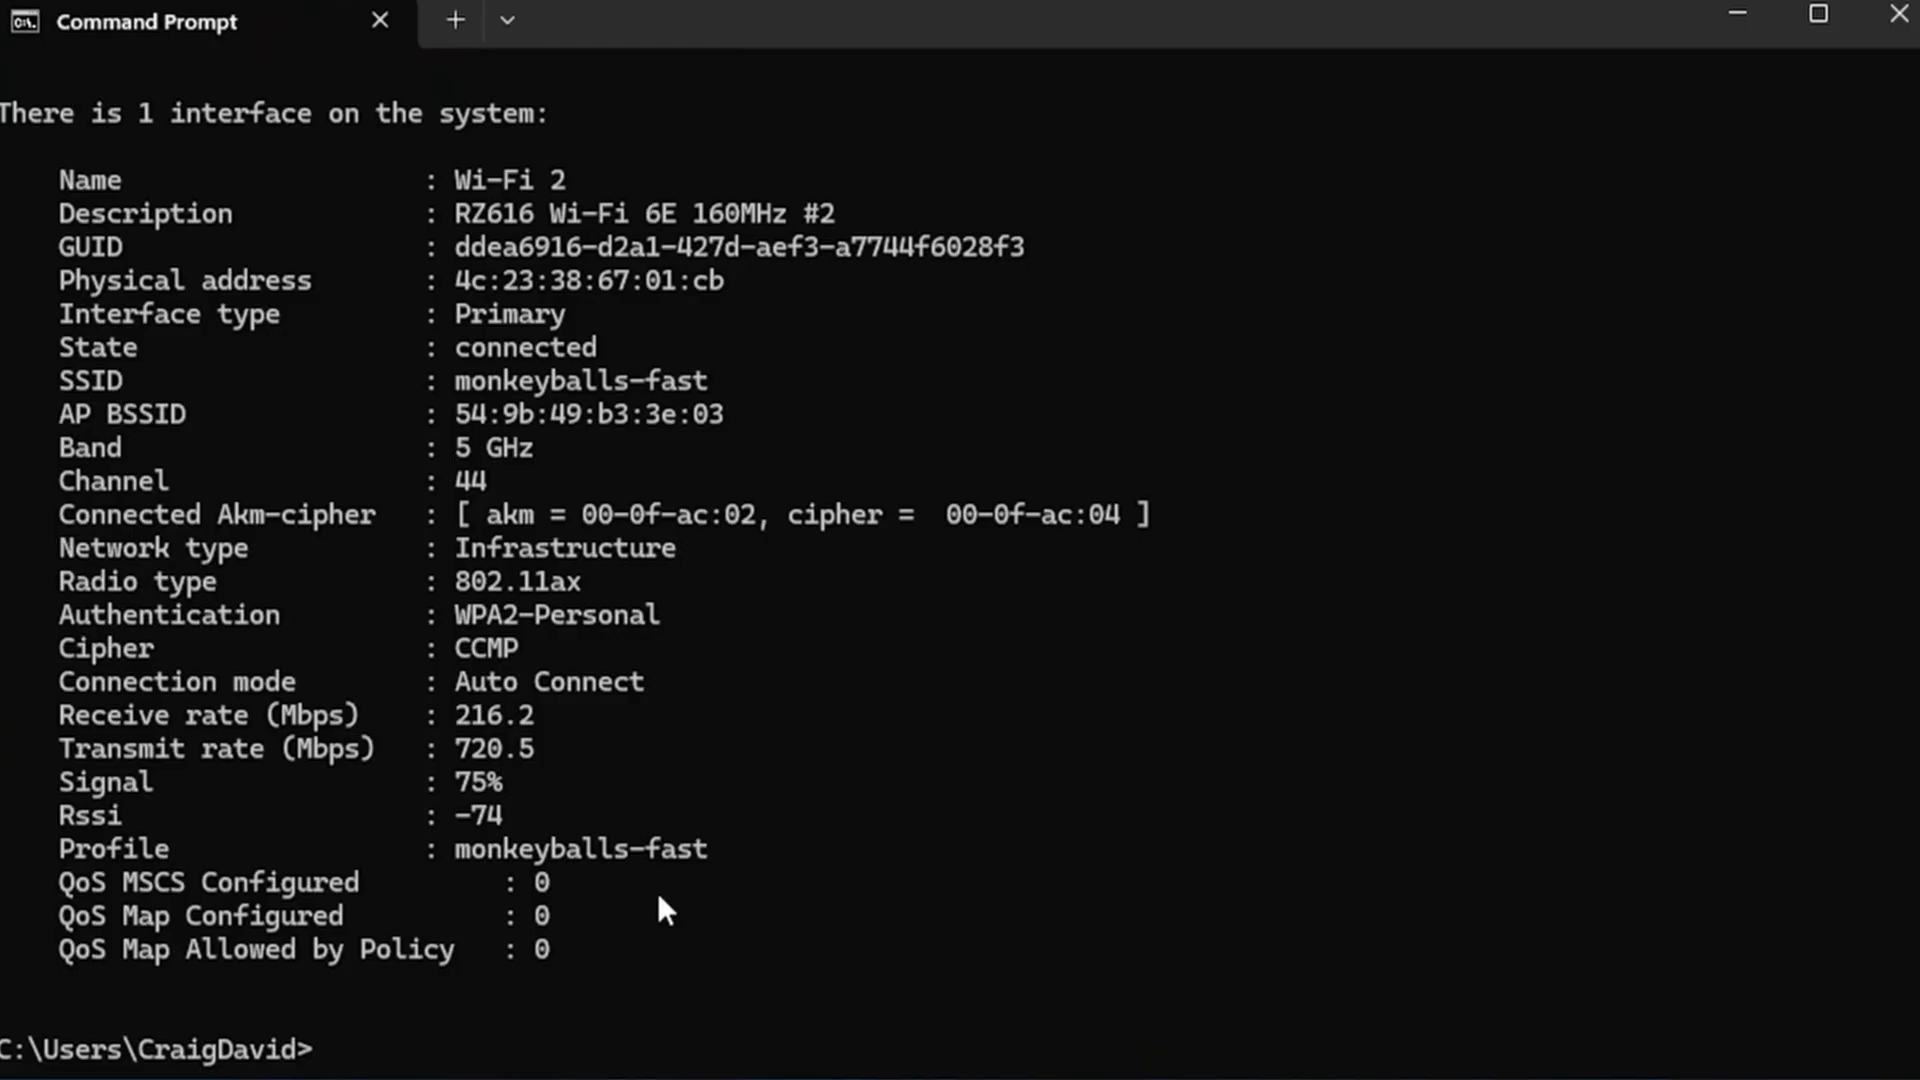 Command Prompt
There is 1 interface on the system:
Name : Wi-Fi 2
Description : RZ616 Wi-Fi 6E 160MHz #2
GUID : ddea6916-d2a1-427d-aef3-a7744f6028f3
Physical address : 4c:23:38:67:01:cb
Interface type : Primary
State : connected
SSID : monkeyballs-fast
AP BSSID : 54:9b:49:b3:3e:03
Band : 5 GHz
Channel : 44
Connected Akm-cipher : [ akm = 00-0f-ac:02, cipher = 00-0f-ac:04 ]
Network type : Infrastructure
Radio type : 802.11ax
Authentication : WPA2-Personal
Cipher : CCMP
Connection mode : Auto Connect
Receive rate (Mbps) : 216.2
Transmit rate (Mbps) : 720.5
Signal : 75%
Rssi : -74
Profile : monkeyballs-fast
QoS MSCS Configured : 0
QoS Map Configured : 0
QoS Map Allowed by Policy : 0
C:\Users\CraigDavid>